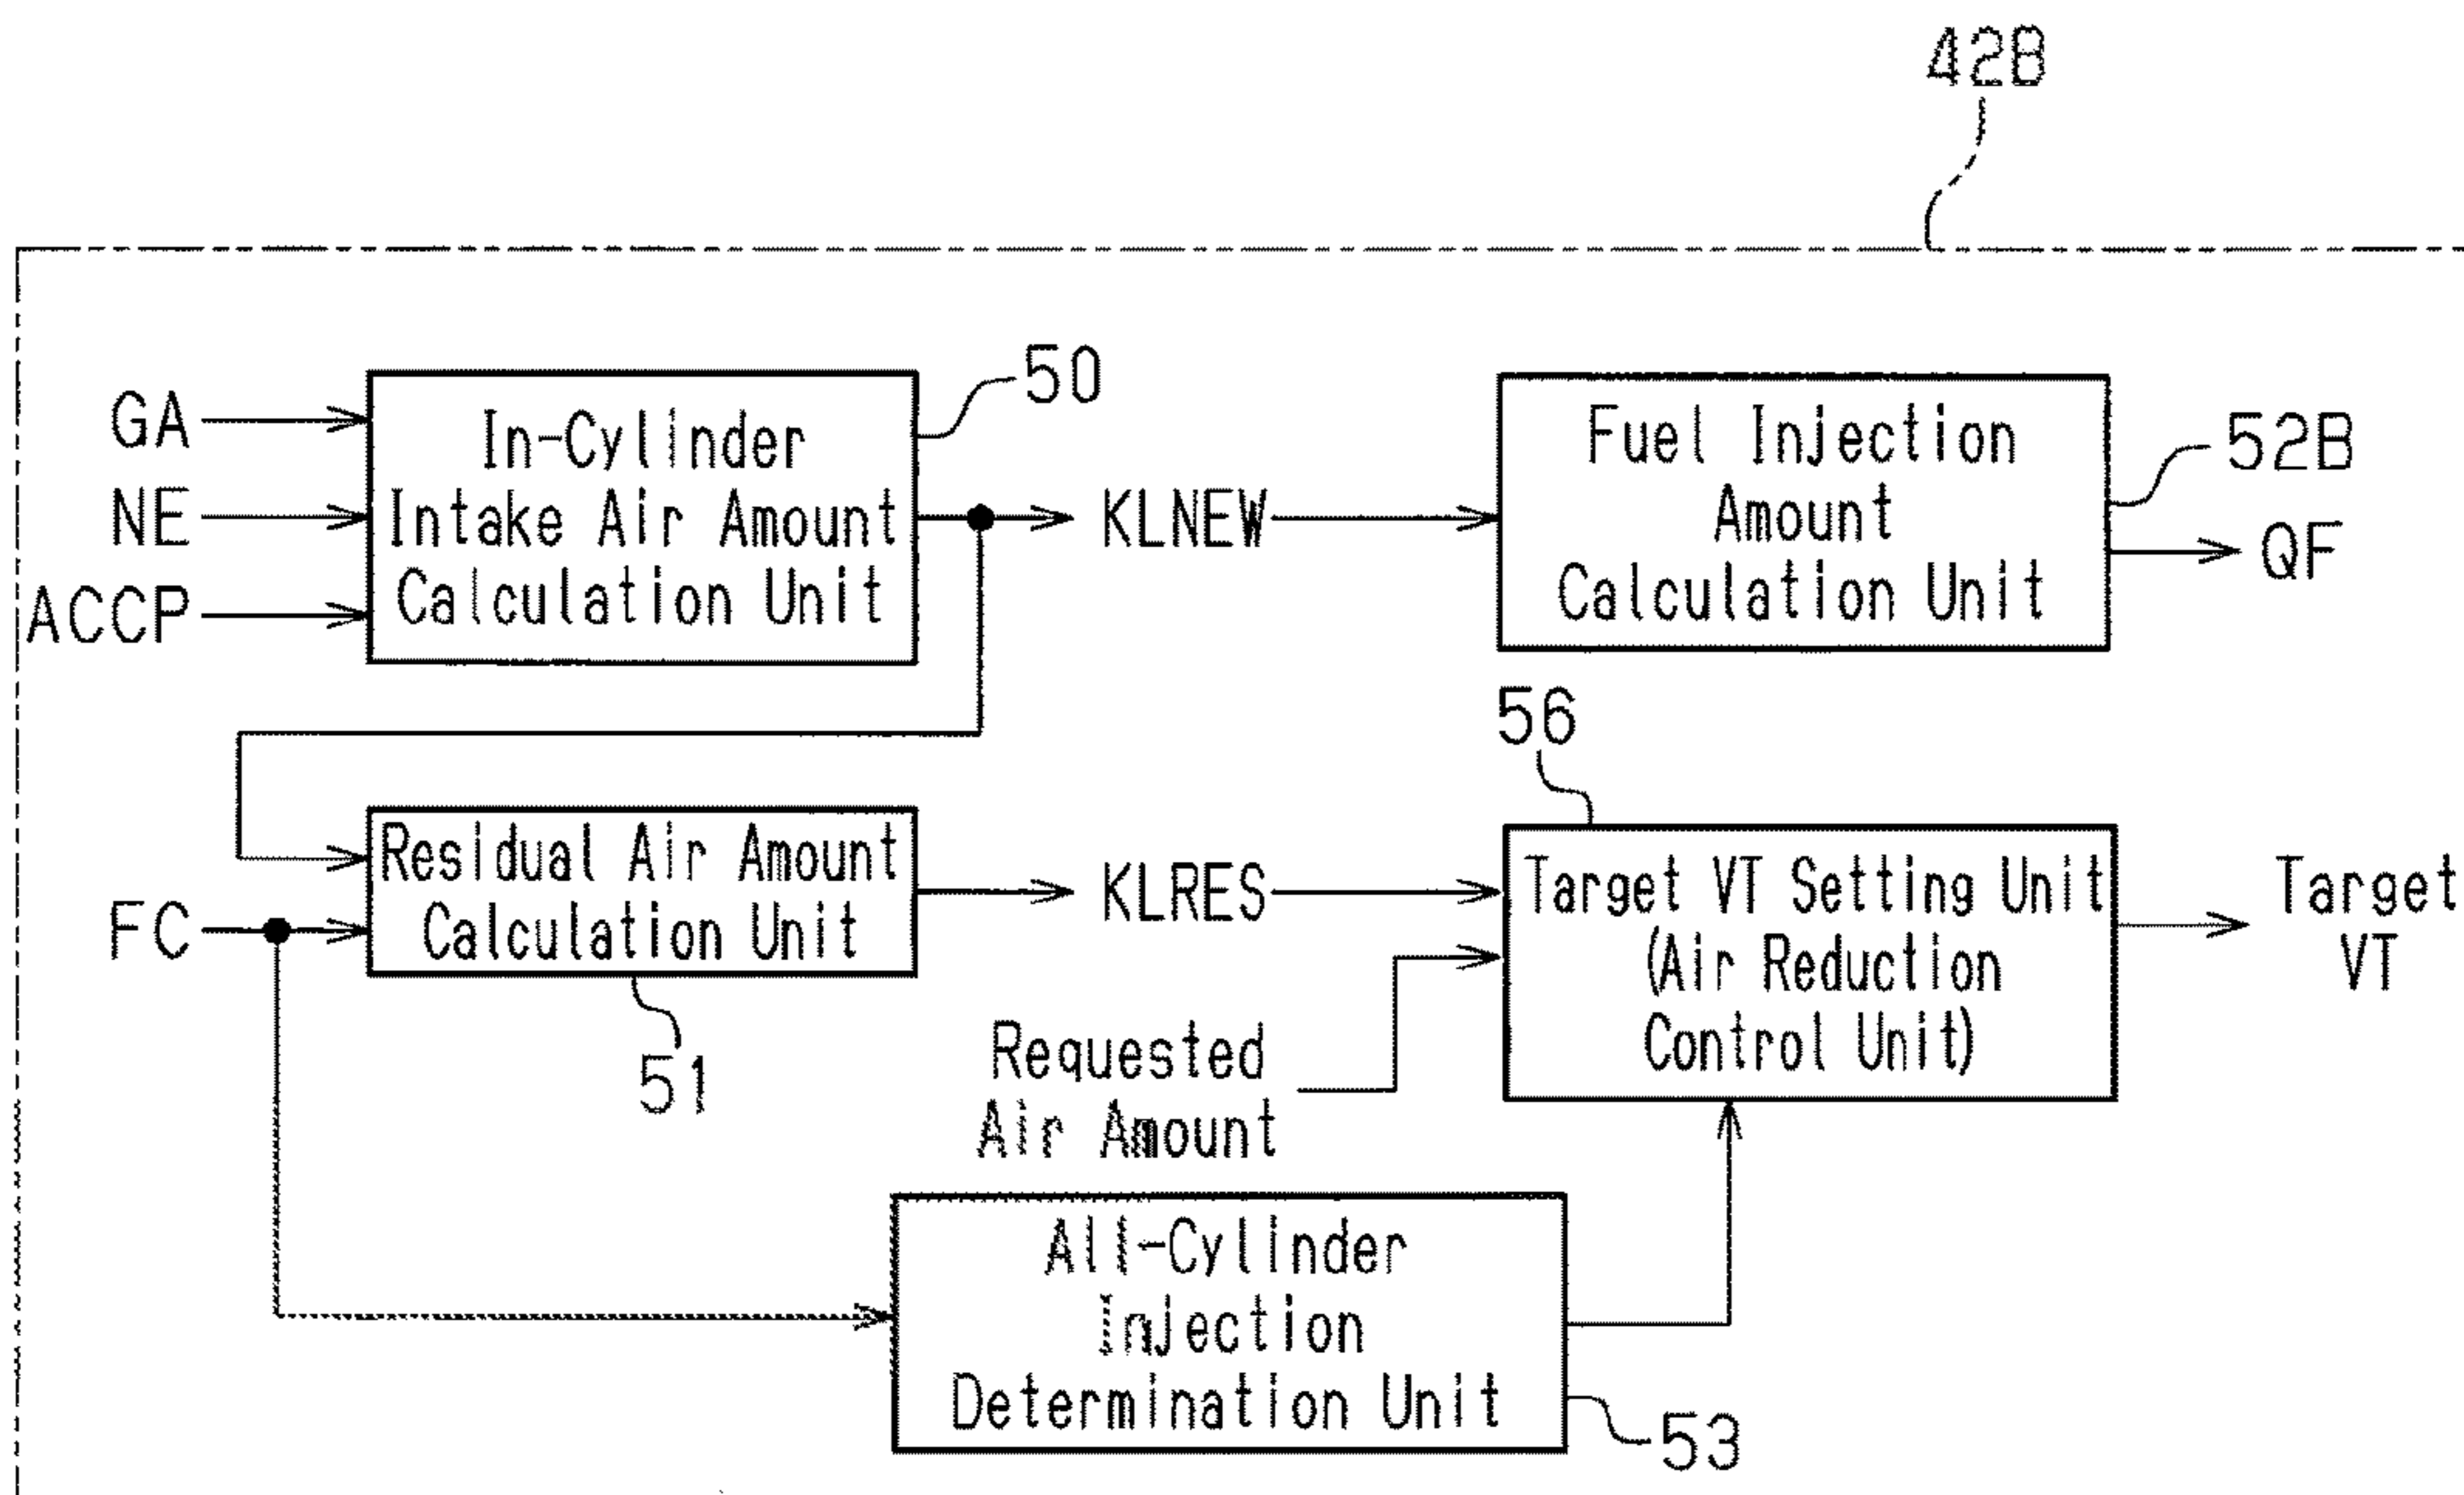 42B
50
GA
NE
ACCP
In-Cylinder
Intake Air Amount
Calculation Unit
KLNEW
Fuel Injection
Amount
Calculation Unit
52B
QF
56
FC
Residual Air Amount
Calculation Unit
51
KLRES
Requested
Air Amount
Target VT Setting Unit
(Air Reduction
Control Unit)
Target
VT
All-Cylinder
Injection
Determination Unit
53